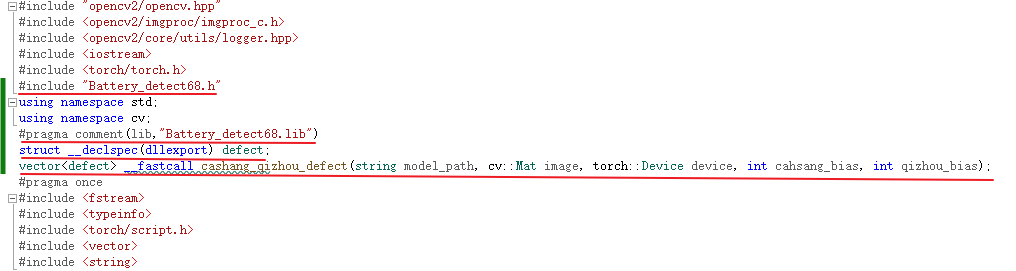 #include "opencv2/opencv.hpp"
#include <opencv2/imgproc/imgproc_c.h>
#include <opencv2/core/utils/logger.hpp>
#include <iostream>
#include <torch/torch.h>
#include "Battery_detect68.h"
using namespace std;
using namespace cv;
#pragma comment(lib,"Battery_detect68.lib")
struct __declspec(dllexport) defect;
vector<defect> __fastcall cashang_qizhou_defect(string model_path, cv::Mat image, torch::Device device, int cahsang_bias, int qizhou_bias);
#pragma once
#include <fstream>
#include <typeinfo>
#include <torch/script.h>
#include <vector>
#include <string>